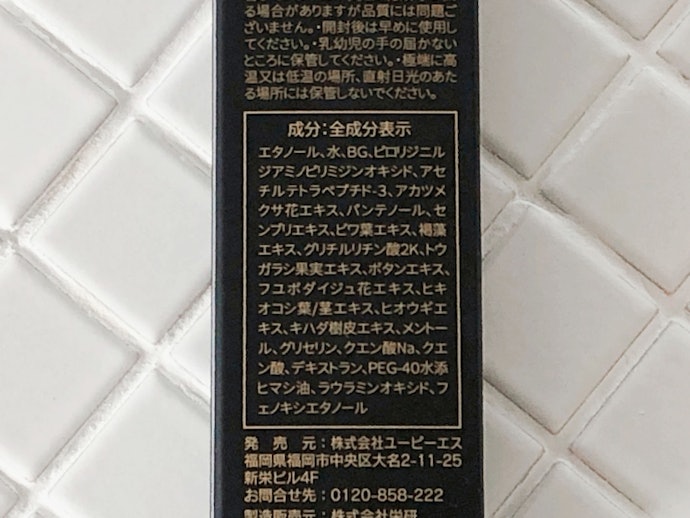 る場合がありますが品質には問題ご
ざいません。・開封後は早めに使用し
てください。・乳幼児の手の届かない
ところに保管してください。・極端に高
温又は低温の場所、直射日光のあた
る場所には保管しないでください。
成分：全成分表示
エタノール、水、BG、ピロリジニル
ジアミノピリミジンオキシド、アセ
チルテトラペプチド-3、アカツメ
クサ花エキス、パンテノール、セ
ンブリエキス、ビワ葉エキス、褐藻
エキス、グリチルリチン酸2K、トウ
ガラシ果実エキス、ボタンエキス、
フユボダイジュ花エキス、ヒキ
オコシ葉/茎エキス、ヒオウギエ
キス、キハダ樹皮エキス、メントー
ル、グリセリン、クエン酸Na、クエ
ン酸、デキストラン、PEG-40水添
ヒマシ油、ラウラミンオキシド、フ
ェノキシエタノール
発売元：株式会社ユーピーエス
福岡県福岡市中央区大名2-11-25
新栄ビル4F
お問合せ先：0120-858-222
製造販売元：株式会社栄研